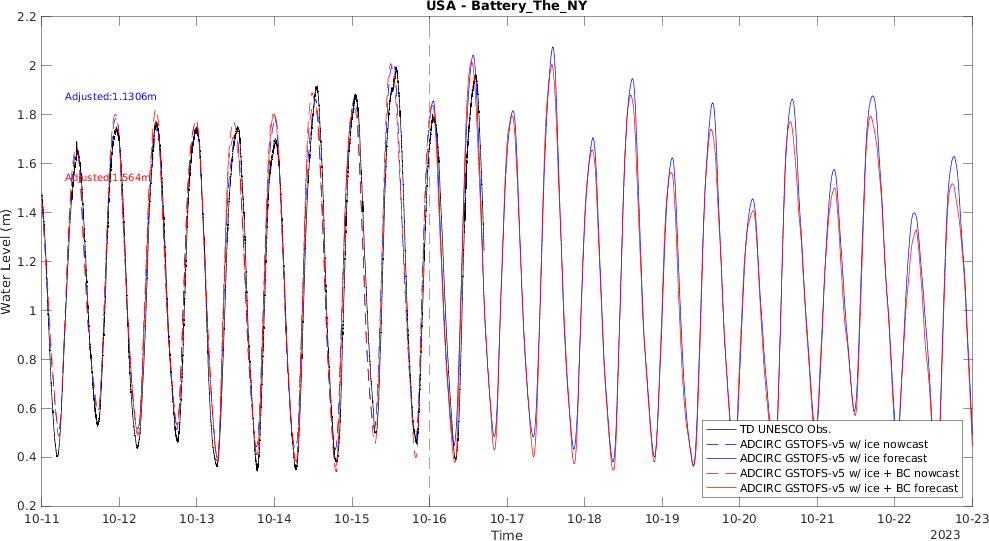 USA - Battery_The_NY
2.2
2
1.8
1.6
1.4
1.2
1
0.8
0.6
0.4
0.2
Water Level (m)
Adjusted:1.1306m
Adjusted:1.564m
TD UNESCO Obs.
ADCIRC GSTOFS-v5 w/ ice nowcast
ADCIRC GSTOFS-v5 w/ ice forecast
ADCIRC GSTOFS-v5 w/ ice + BC nowcast
ADCIRC GSTOFS-v5 w/ ice + BC forecast
10-11 10-12 10-13 10-14 10-15 10-16 10-17 10-18 10-19 10-20 10-21 10-22 10-23
Time
2023